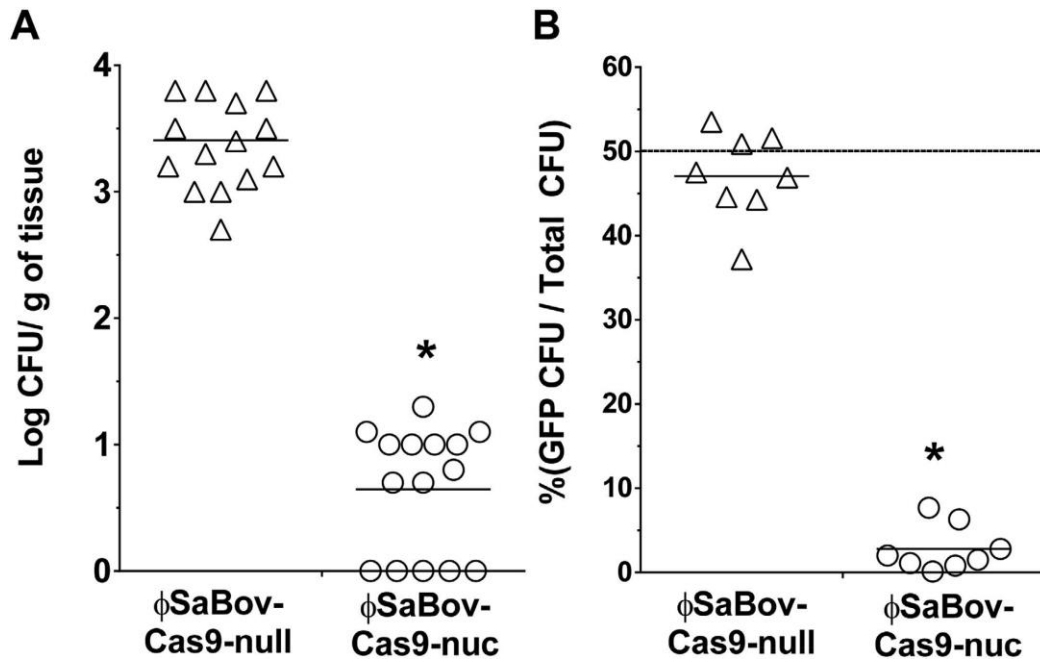 A
Log CFU/ g of tissue
4
3
2
1
0
*
ϕSaBov-
Cas9-null
ϕSaBov-
Cas9-nuc
B
%(GFP CFU / Total CFU)
60
50
40
30
20
10
0
*
ϕSaBov-
Cas9-null
ϕSaBov-
Cas9-nuc